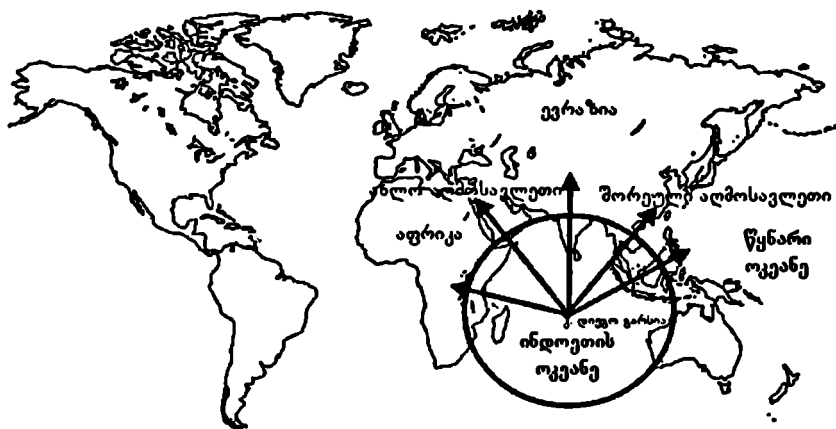 ევრაზია
ახლო აღმოსავლეთი
შორეული აღმოსავლეთი
აფრიკა
წყნარი
ოკეანე
დიეგო გარსია
ინდოეთის
ოკეანე